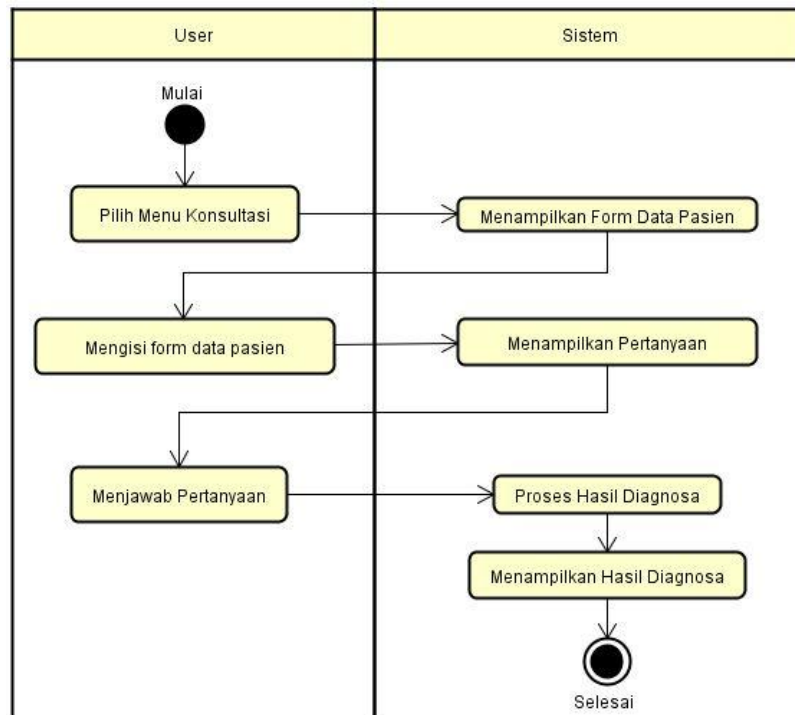 User
Sistem
Mulai
Pilih Menu Konsultasi
Menampilkan Form Data Pasien
Mengisi form data pasien
Menampilkan Pertanyaan
Menjawab Pertanyaan
Proses Hasil Diagnosa
Menampilkan Hasil Diagnosa
Selesai